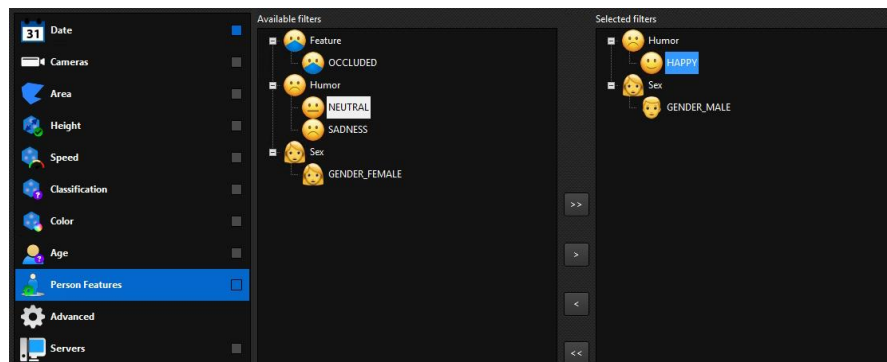 31
Date
Cameras
Area
Height
Speed
Classification
Color
Age
Person Features
Advanced
Servers
Available filters
Feature
OCCLUDED
Humor
NEUTRAL
SADNESS
Sex
GENDER_FEMALE
>>
>
<
<<
Selected filters
Humor
HAPPY
Sex
GENDER_MALE